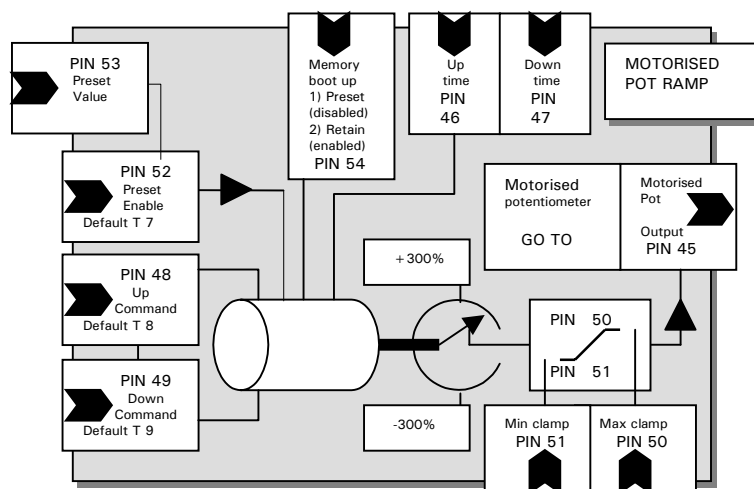 PIN 53
Preset
Value
Memory
boot up
1) Preset
(disabled)
2) Retain
(enabled)
PIN 54
Up
time
PIN
46
Down
time
PIN
47
MOTORISED
POT RAMP
PIN 52
Preset
Enable
Default T 7
Motorised
potentiometer
GO TO
Motorised
Pot
Output
PIN 45
PIN 48
Up
Command
Default T 8
+300%
PIN 50
PIN 51
PIN 49
Down
Command
Default T 9
-300%
Min clamp
PIN 51
Max clamp
PIN 50